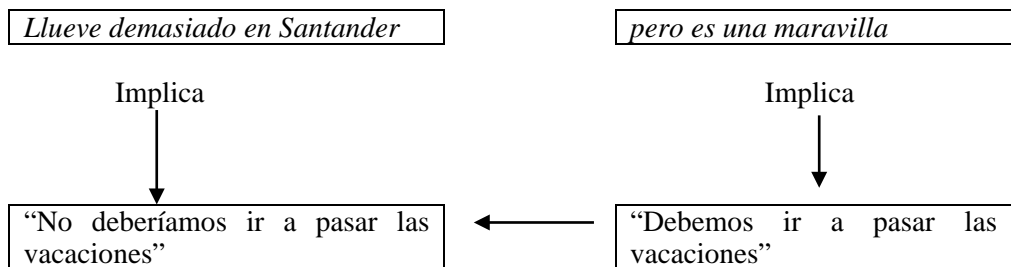 Llueve demasiado en Santander
pero es una maravilla
Implica
Implica
“No deberíamos ir a pasar las
vacaciones”
“Debemos ir a pasar las
vacaciones”